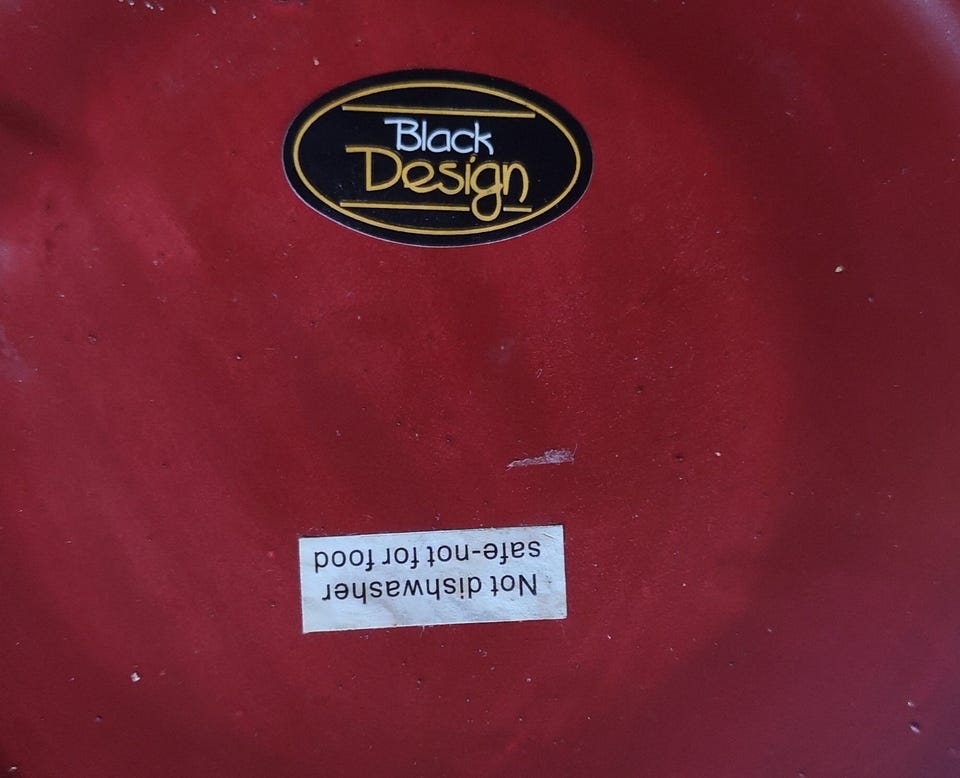 Black
Design
Not dishwasher
safe-not for food